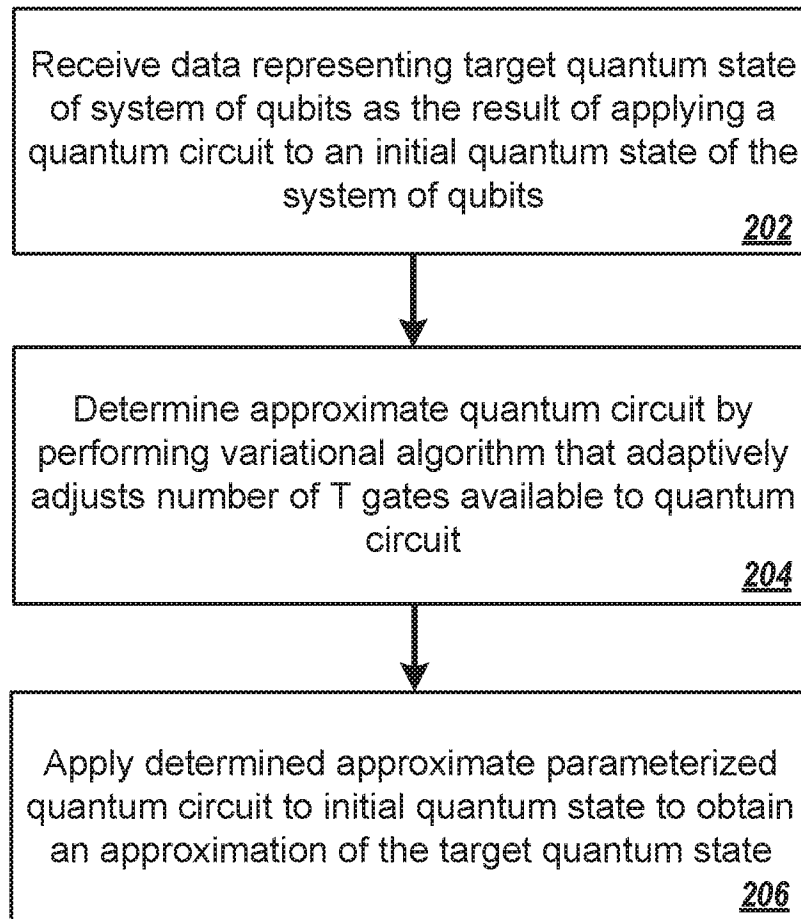 Receive data representing target quantum state
of system of qubits as the result of applying a
quantum circuit to an initial quantum state of the
system of qubits
202
Determine approximate quantum circuit by
performing variational algorithm that adaptively
adjusts number of T gates available to quantum
circuit
204
Apply determined approximate parameterized
quantum circuit to initial quantum state to obtain
an approximation of the target quantum state
206